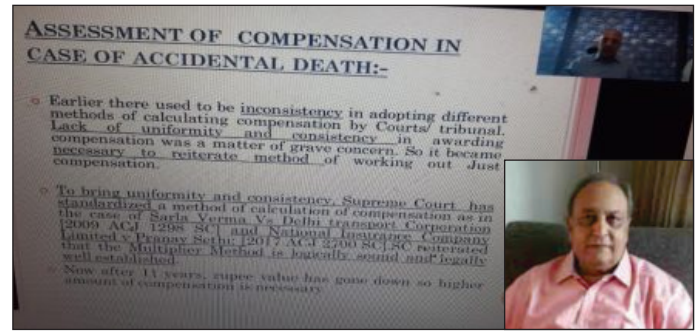 ASSESSMENT OF COMPENSATION IN
CASE OF ACCIDENTAL DEATH:-
Earlier there used to be inconsistency in adopting different
methods of calculating compensation by Courts/ tribunal.
Lack of uniformity and consistency in awarding
compensation was a matter of grave concern. So it became
necessary to reiterate method of working out Just
compensation.
To bring uniformity and consistency, Supreme Court has
standardized a method of calculation of compensation as in
the case of Sarla Verma Vs Delhi transport Corporation
[2009 ACJ 1298 SC] and National Insurance Company
Limited v Pranay Sethi: [2017 ACJ 2700 SC] SC reiterated
that the Multiplier Method is logically sound and legally
well established.
Now after 11 years, rupee value has gone down so higher
amount of compensation is necessary